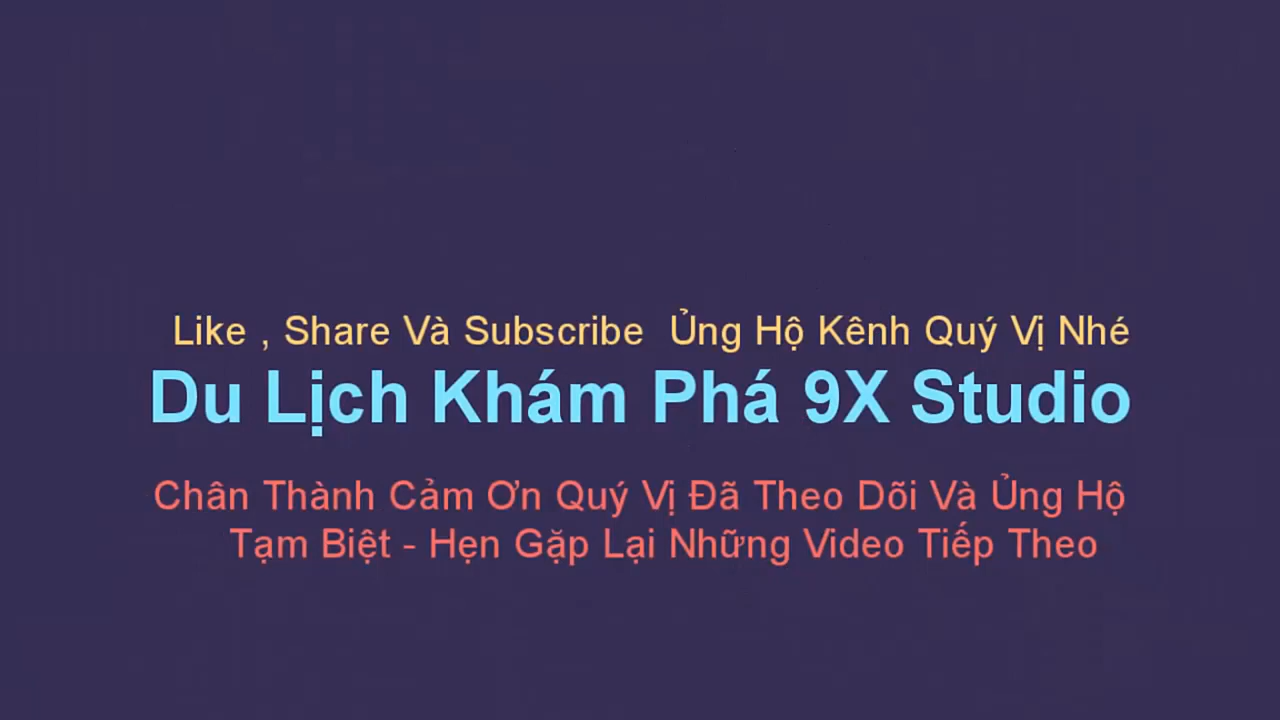 Like , Share Và Subscribe  Ủng Hộ Kênh Quý Vị Nhé
Du Lịch Khám Phá 9X Studio
Chân Thành Cảm Ơn Quý Vị Đã Theo Dõi Và Ủng Hộ
Tạm Biệt - Hẹn Gặp Lại Những Video Tiếp Theo